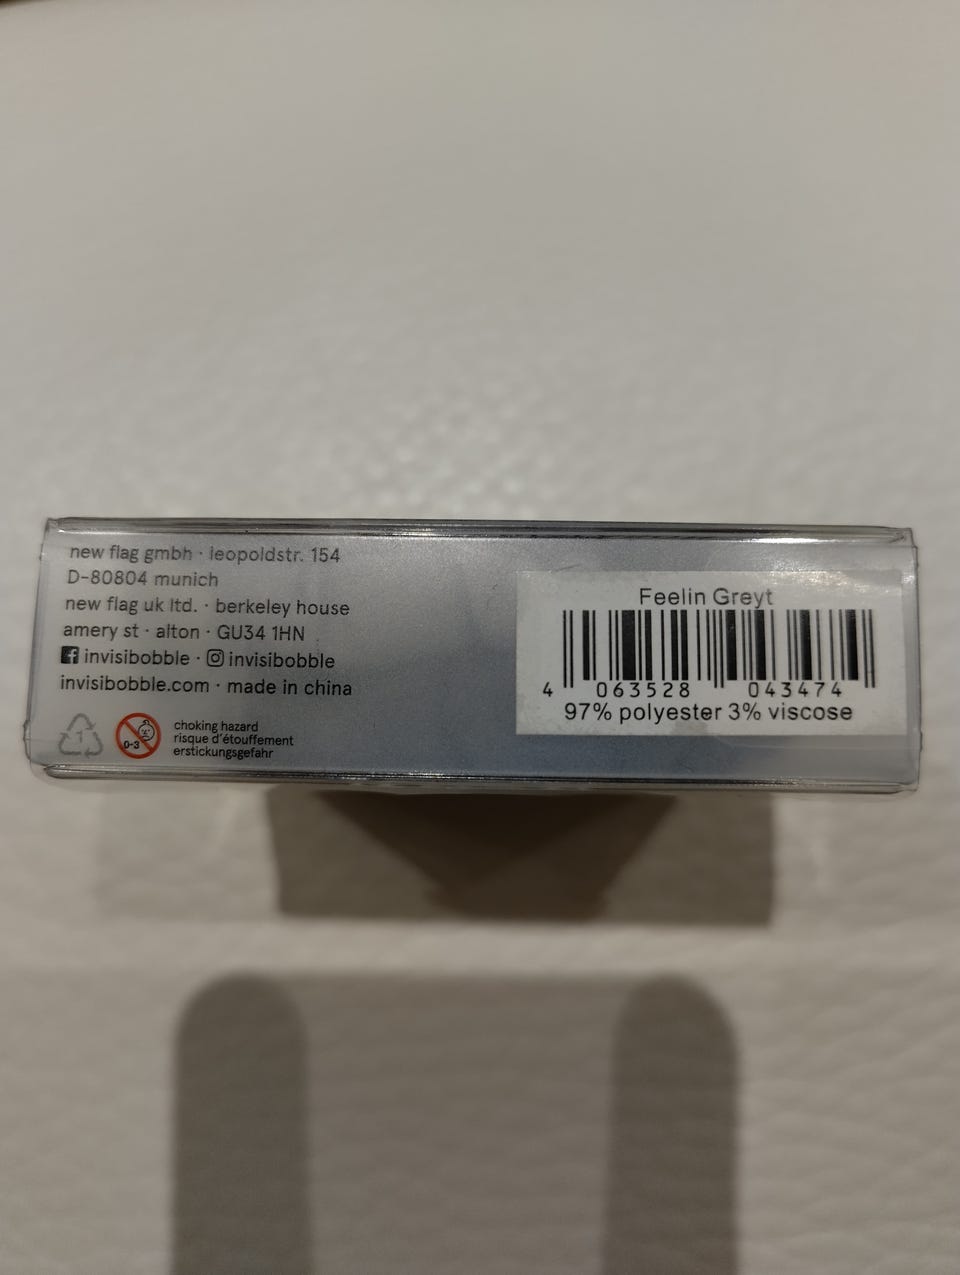 new flag gmbh · leopoldstr. 154
D-80804 munich
new flag uk ltd. · berkeley house
amery st · alton · GU34 1HN
invisibobble · invisibobble
invisibobble.com · made in china
1
0-3
choking hazard
risque d'étouffement
erstickungsgefahr
Feelin Greyt
4 063528 043474
97% polyester 3% viscose